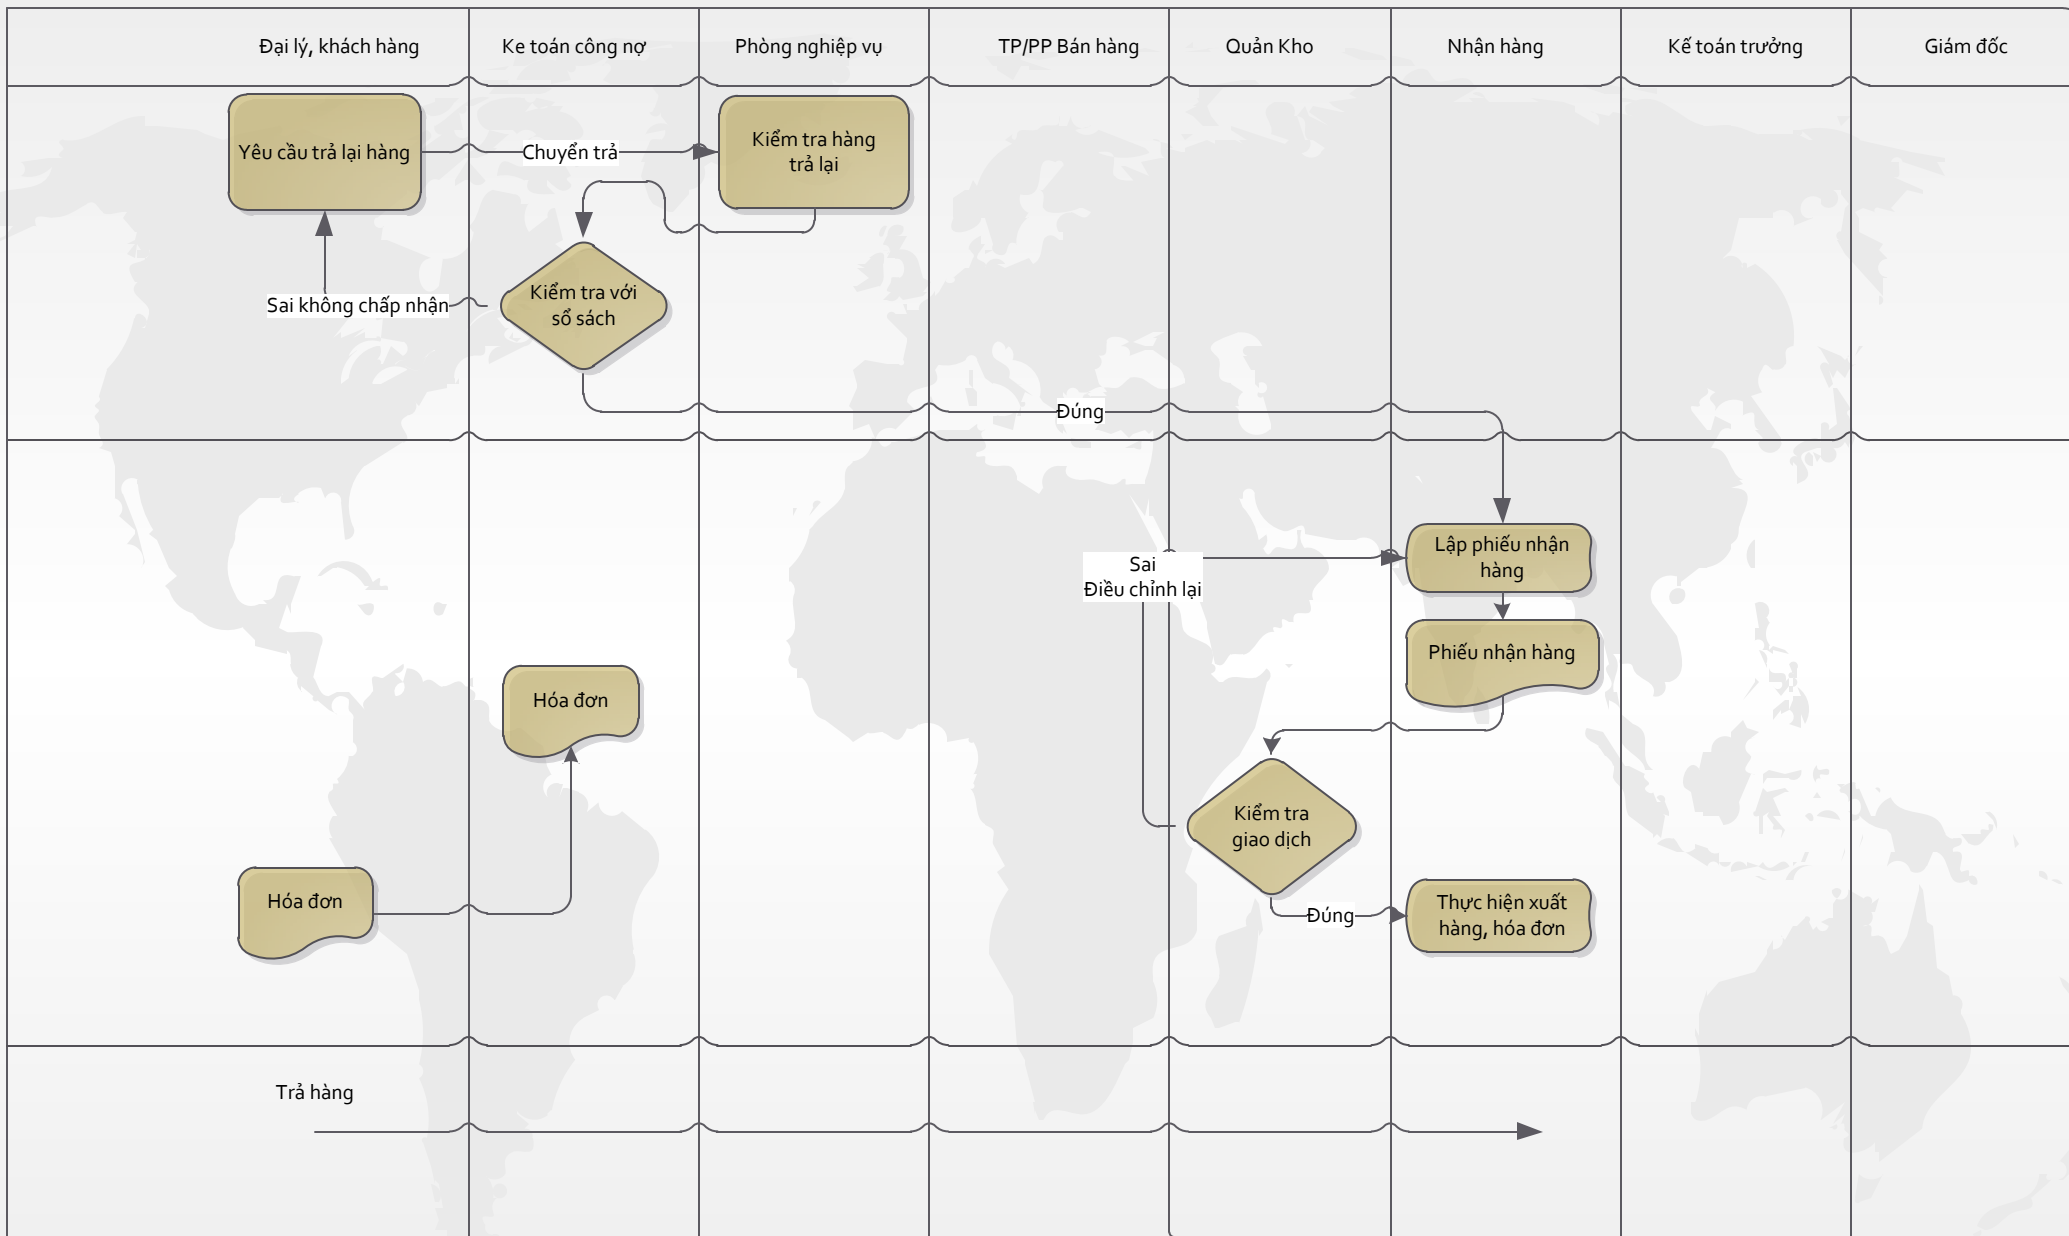 Đại lý, khách hàng
Ke toán công nợ
Phòng nghiệp vụ
TP/PP Bán hàng
Quản Kho
Nhận hàng
Kế toán trưởng
Giám đốc
Yêu cầu trả lại hàng
Chuyển trả
Kiểm tra hàng
trả lại
Sai không chấp nhận
Kiểm tra với
sổ sách
Đúng
Lập phiếu nhận
hàng
Sai
Điều chỉnh lại
Phiếu nhận hàng
Hóa đơn
Kiểm tra
giao dịch
Hóa đơn
Đúng
Thực hiện xuất
hàng, hóa đơn
Trả hàng